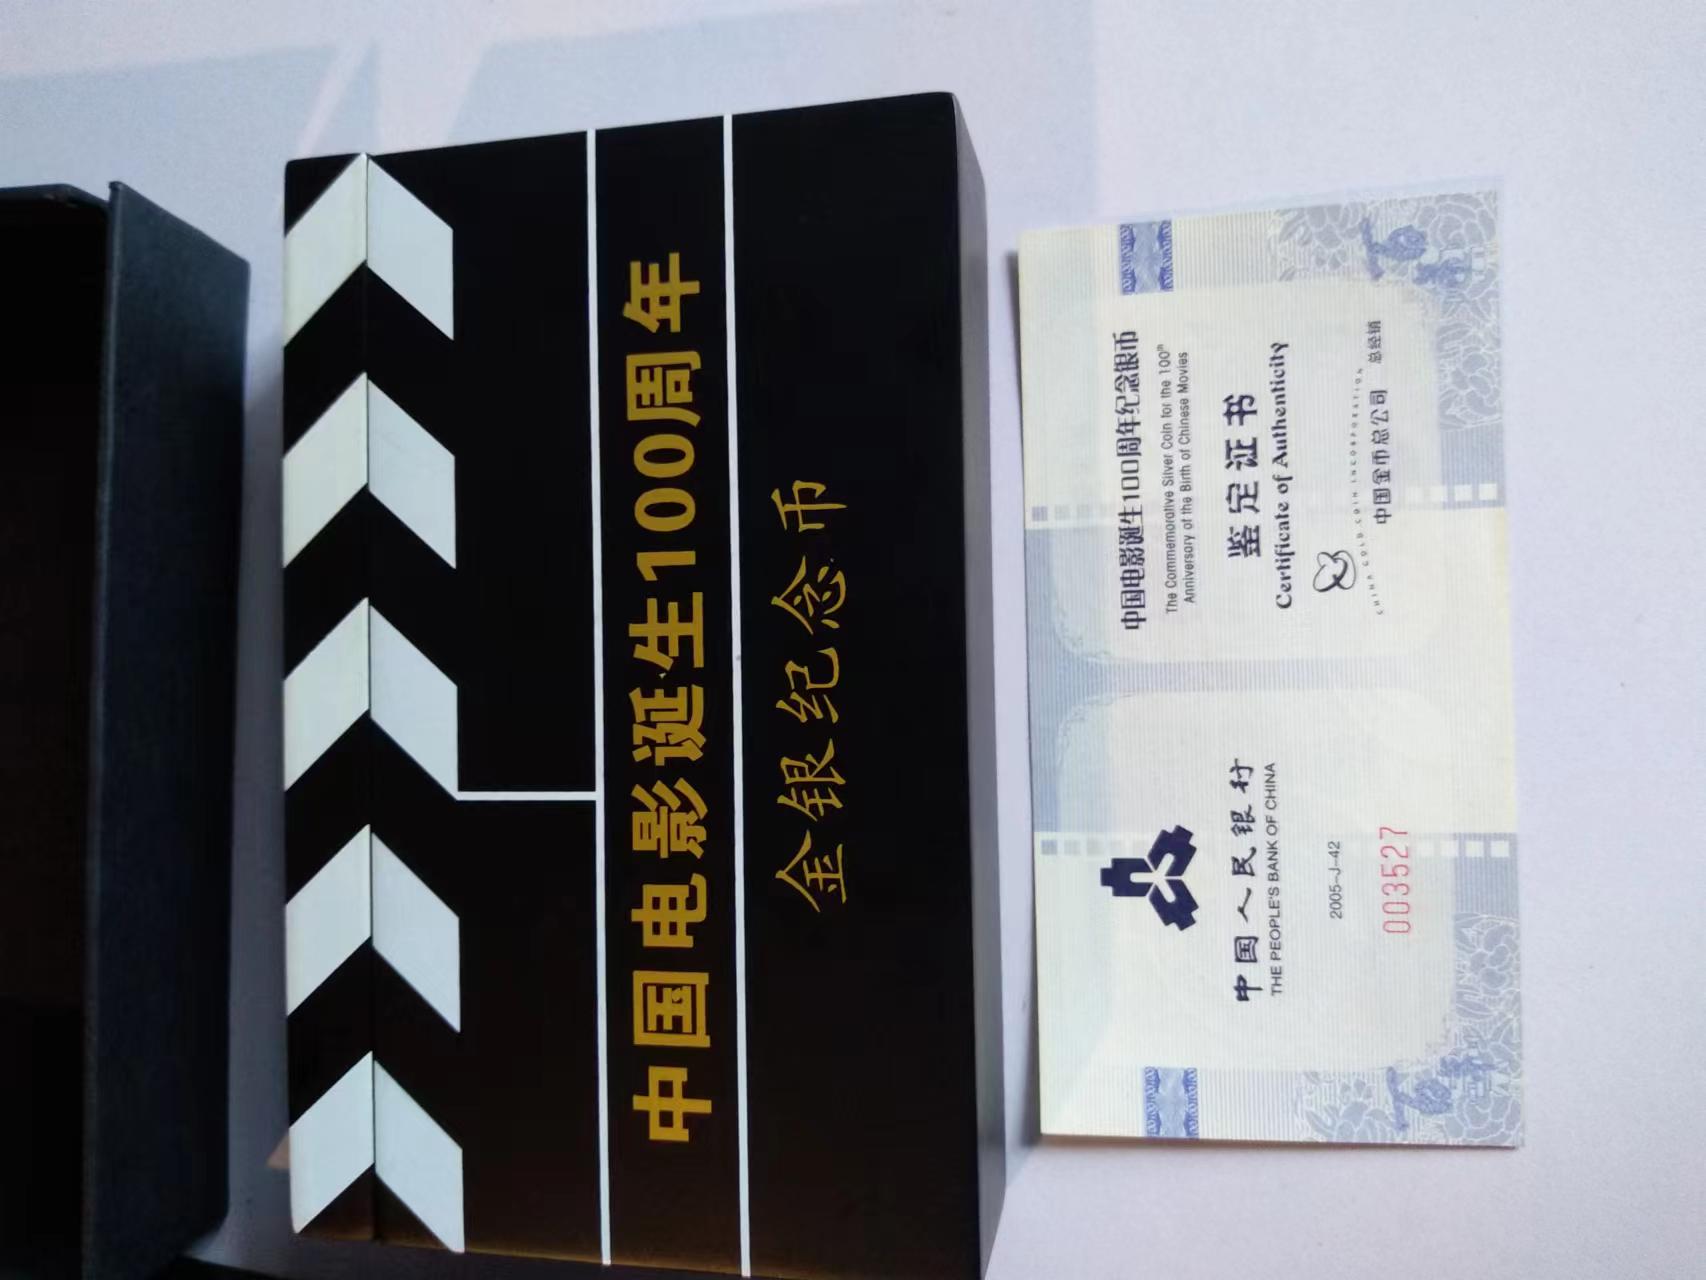 中国电影诞生100周年
金银纪念币
中国人民银行
THE PEOPLE'S BANK OF CHINA
2005-J-42
003527
中国电影诞生100周年纪念银币
The Commemorative Silver Coin for the 100th
Anniversary of the Birth of Chinese Movies
鉴定证书
Certificate of Authenticity
CHINA GOLD COIN INCORPORATION
中国金币总公司 总经销